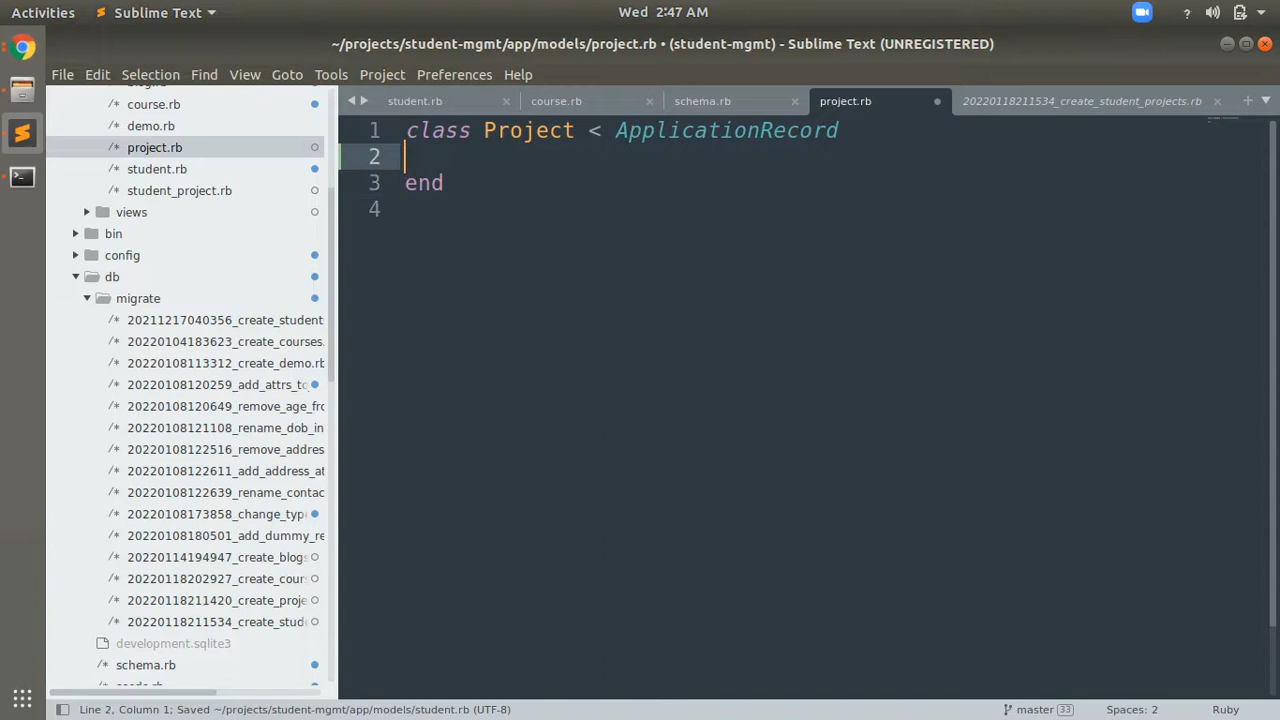 Activities
Sublime Text
Wed 2:47 AM
~/projects/student-mgmt/app/models/project.rb • (student-mgmt) - Sublime Text (UNREGISTERED)
File Edit Selection Find View Goto Tools Project Preferences Help
course.rb
demo.rb
project.rb
student.rb
student_project.rb
views
bin
config
db
migrate
20211217040356_create_student
20220104183623_create_courses.
20220108113312_create_demo.rb
20220108120259_add_attrs_to
20220108120649_remove_age_fro
20220108121108_rename_dob_in
20220108122516_remove_addres
20220108122611_add_address_at
20220108122639_rename_contac
20220108173858_change_type
20220108180501_add_dummy_re
20220114194947_create_blogs
20220118202927_create_cour
20220118211420_create_proje
20220118211534_create_stud
development.sqlite3
schema.rb
student.rb
course.rb
schema.rb
project.rb
20220118211534_create_student_projects.rb
1 class Project < ApplicationRecord
2
3 end
4
Line 2, Column 1; Saved ~/projects/student-mgmt/app/models/student.rb (UTF-8)
master 33
Spaces: 2
Ruby